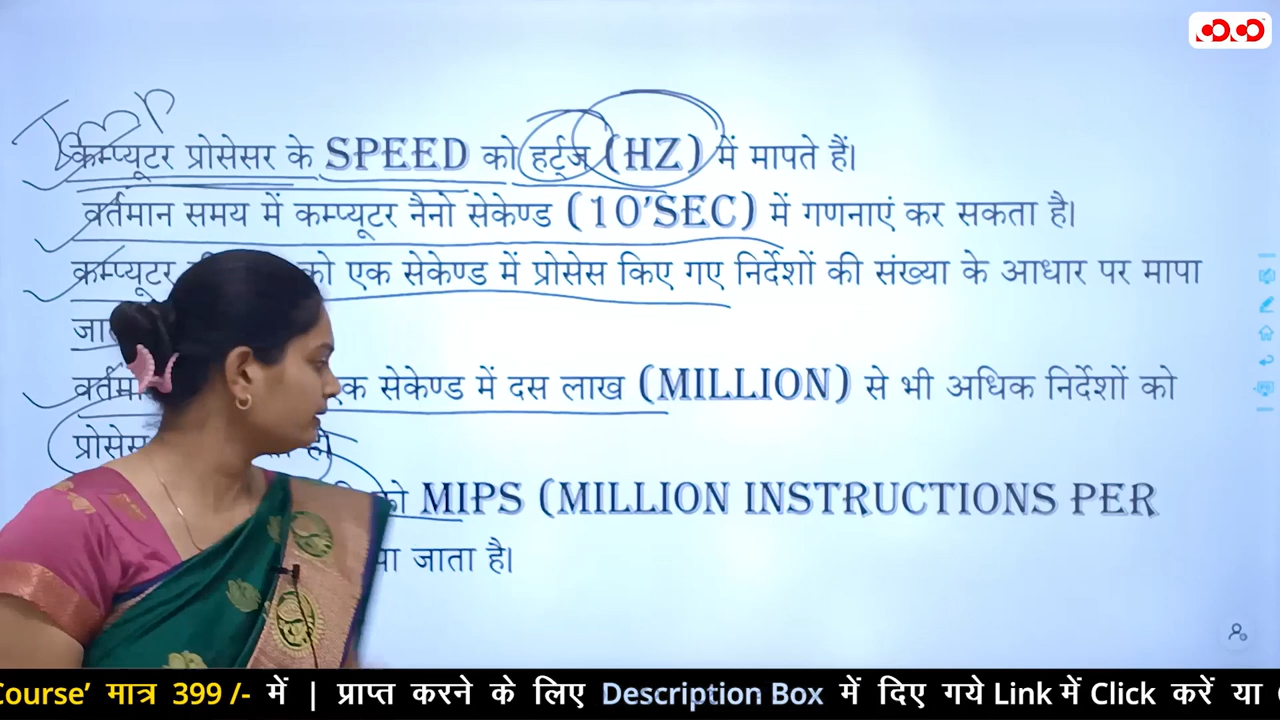 Imp
कम्प्यूटर प्रोसेसर के SPEED को हर्ट्ज (HZ) में मापते हैं।
वर्तमान समय में कम्प्यूटर नैनो सेकेण्ड (10'SEC) में गणनाएं कर सकता है।
कम्प्यूटर को एक सेकेण्ड में प्रोसेस किए गए निर्देशों की संख्या के आधार पर मापा
सेकेण्ड में दस लाख (MILLION) से भी अधिक निर्देशों को
प्रोसेस
को MIPS (MILLION INSTRUCTIONS PER
जाता है।
Course’ मात्र 399 /- में | प्राप्त करने के लिए Description Box में दिए गये Link में Click करें या